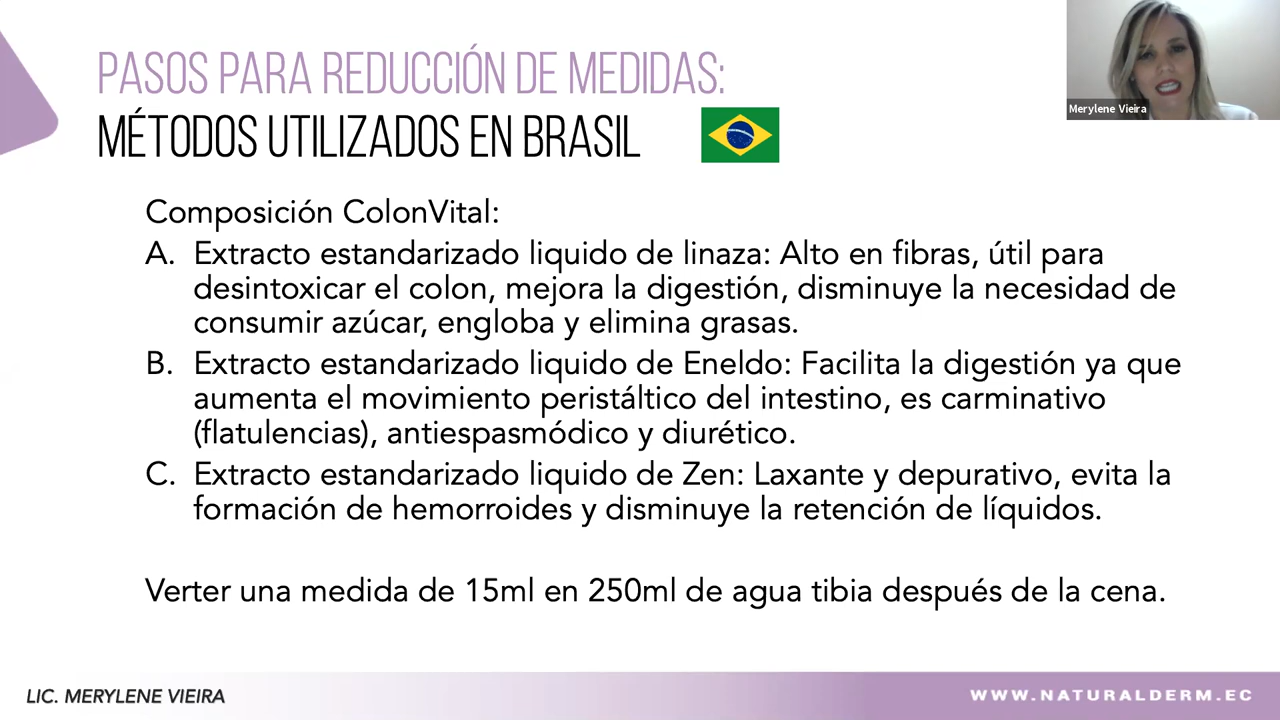 PASOS PARA REDUCCIÓN DE MEDIDAS:
MÉTODOS UTILIZADOS EN BRASIL
Merylene Vieira
Composición ColonVital:
A. Extracto estandarizado liquido de linaza: Alto en fibras, útil para
desintoxicar el colon, mejora la digestión, disminuye la necesidad de
consumir azúcar, engloba y elimina grasas.
B. Extracto estandarizado liquido de Eneldo: Facilita la digestión ya que
aumenta el movimiento peristáltico del intestino, es carminativo
(flatulencias), antiespasmódico y diurético.
C. Extracto estandarizado liquido de Zen: Laxante y depurativo, evita la
formación de hemorroides y disminuye la retención de líquidos.
Verter una medida de 15ml en 250ml de agua tibia después de la cena.
LIC. MERYLENE VIEIRA
WWW.NATURALDERM.EC